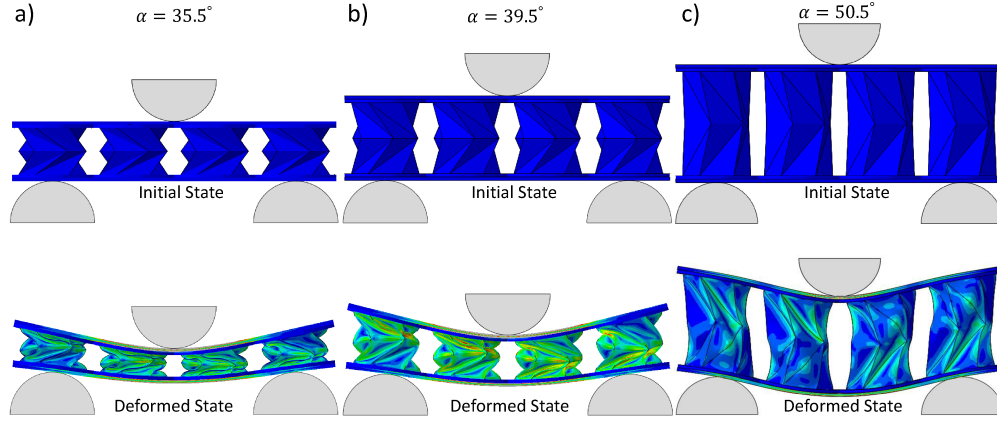 a)
α = 35.5°
b)
α = 39.5°
c)
α = 50.5°
Initial State
Initial State
Initial State
Deformed State
Deformed State
Deformed State